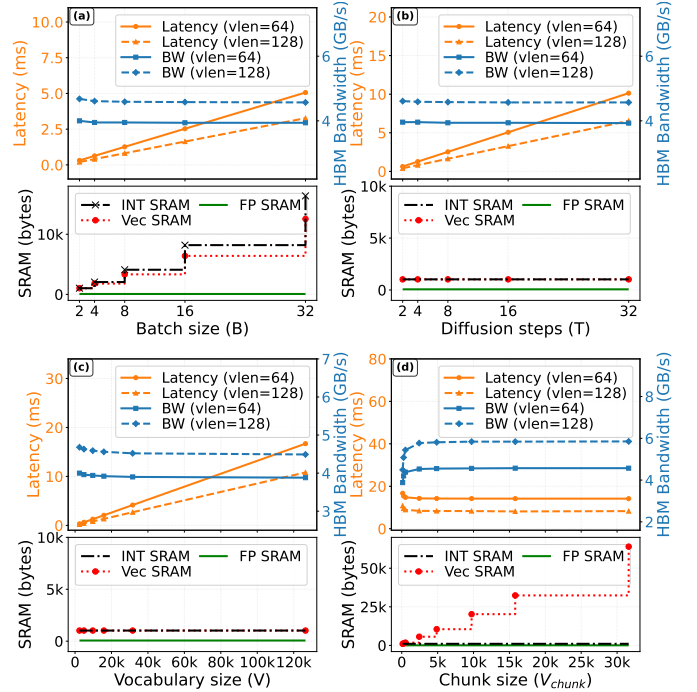 (a)
Latency (vlen=64)
Latency (vlen=128)
BW (vlen=64)
BW (vlen=128)
10.0
7.5
5.0
2.5
0.0
Latency (ms)
6
4
HBM Bandwidth (GB/s)
INT SRAM
Vec SRAM
FP SRAM
10k
0
SRAM (bytes)
2 4 8 16 32
Batch size (B)
(b)
Latency (vlen=64)
Latency (vlen=128)
BW (vlen=64)
BW (vlen=128)
20
15
10
5
0
Latency (ms)
6
4
HBM Bandwidth (GB/s)
INT SRAM
Vec SRAM
FP SRAM
10k
5k
0
SRAM (bytes)
2 4 8 16 32
Diffusion steps (T)
(c)
Latency (vlen=64)
Latency (vlen=128)
BW (vlen=64)
BW (vlen=128)
30
20
10
0
Latency (ms)
7
6
5
4
3
HBM Bandwidth (GB/s)
INT SRAM
Vec SRAM
FP SRAM
10k
5k
0
SRAM (bytes)
0 20k 40k 60k 80k 100k 120k
Vocabulary size (V)
(d)
Latency (vlen=64)
Latency (vlen=128)
BW (vlen=64)
BW (vlen=128)
80
60
40
20
0
Latency (ms)
8
6
4
2
HBM Bandwidth (GB/s)
INT SRAM
Vec SRAM
FP SRAM
50k
25k
0
SRAM (bytes)
0 5k 10k 15k 20k 25k 30k
Chunk size (V_chunk)